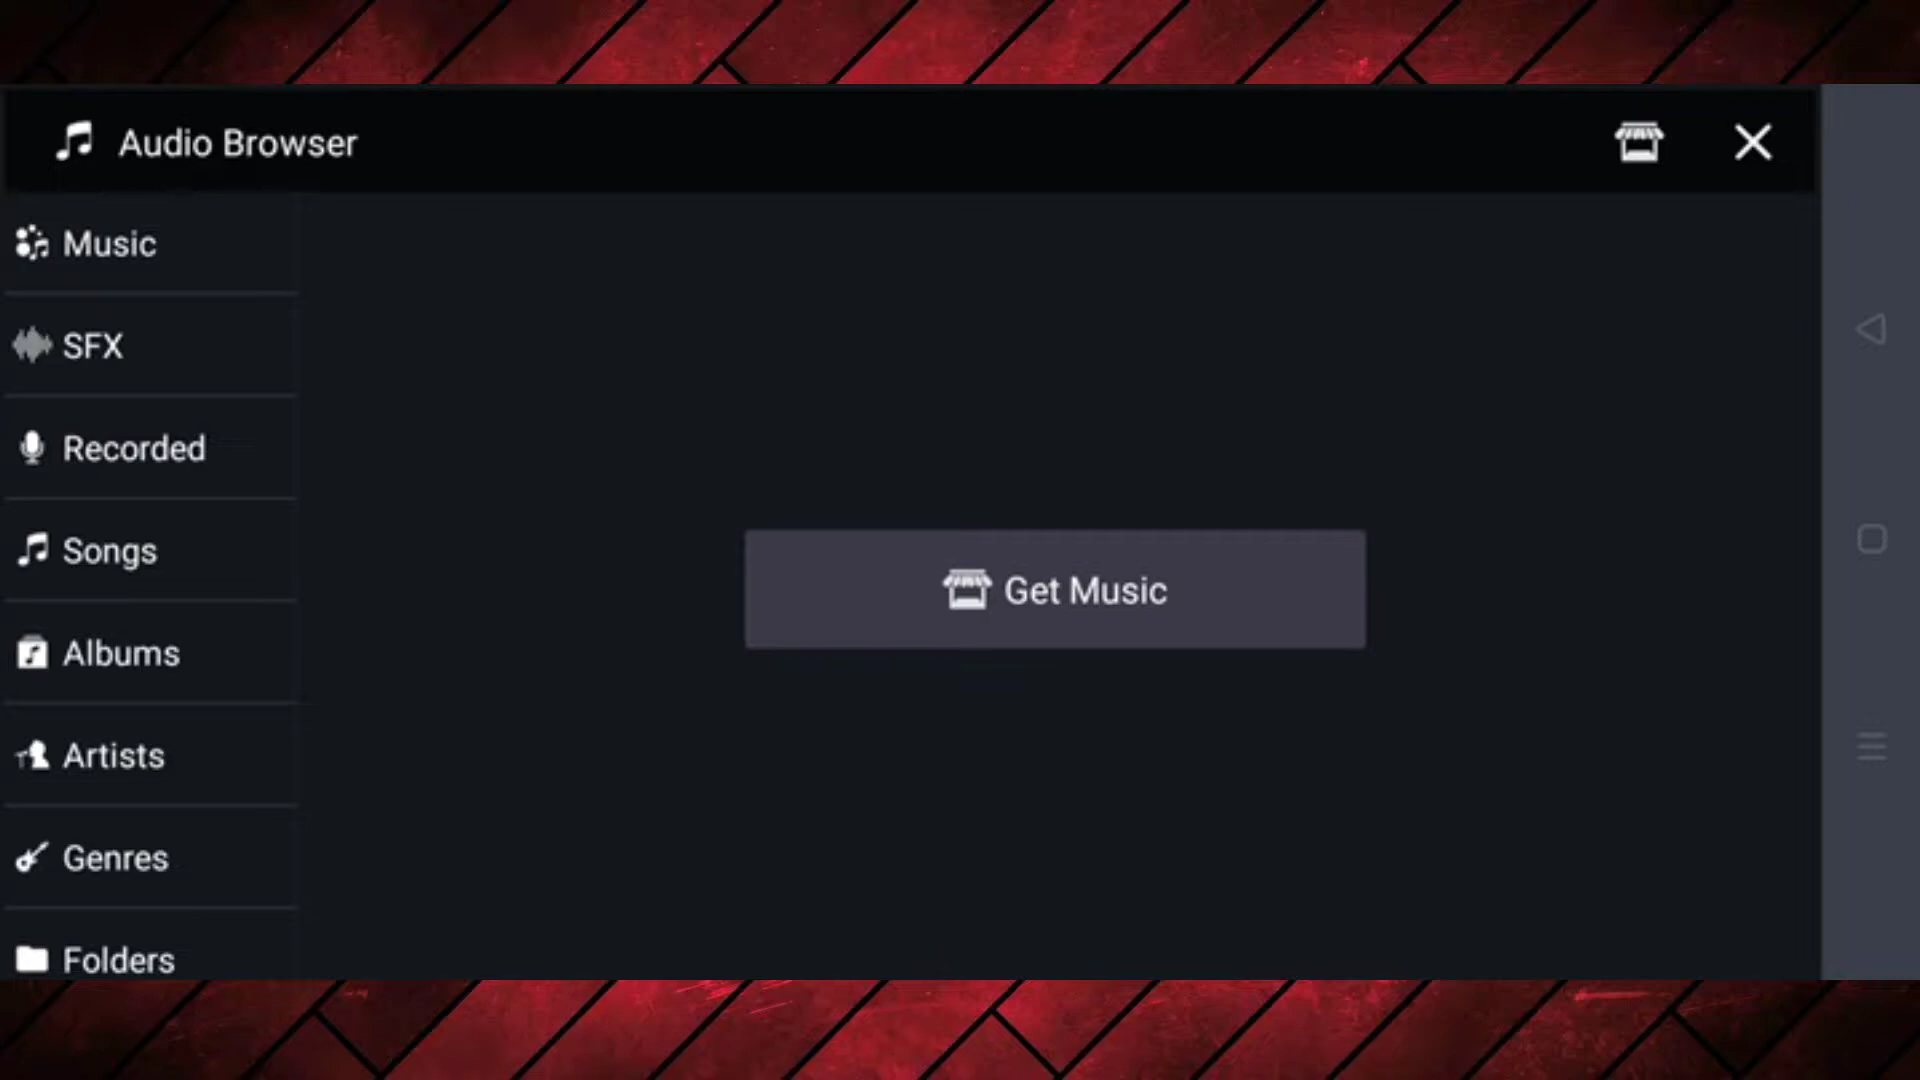 Audio Browser
Music
SFX
Recorded
Songs
Albums
Artists
Genres
Folders
Get Music